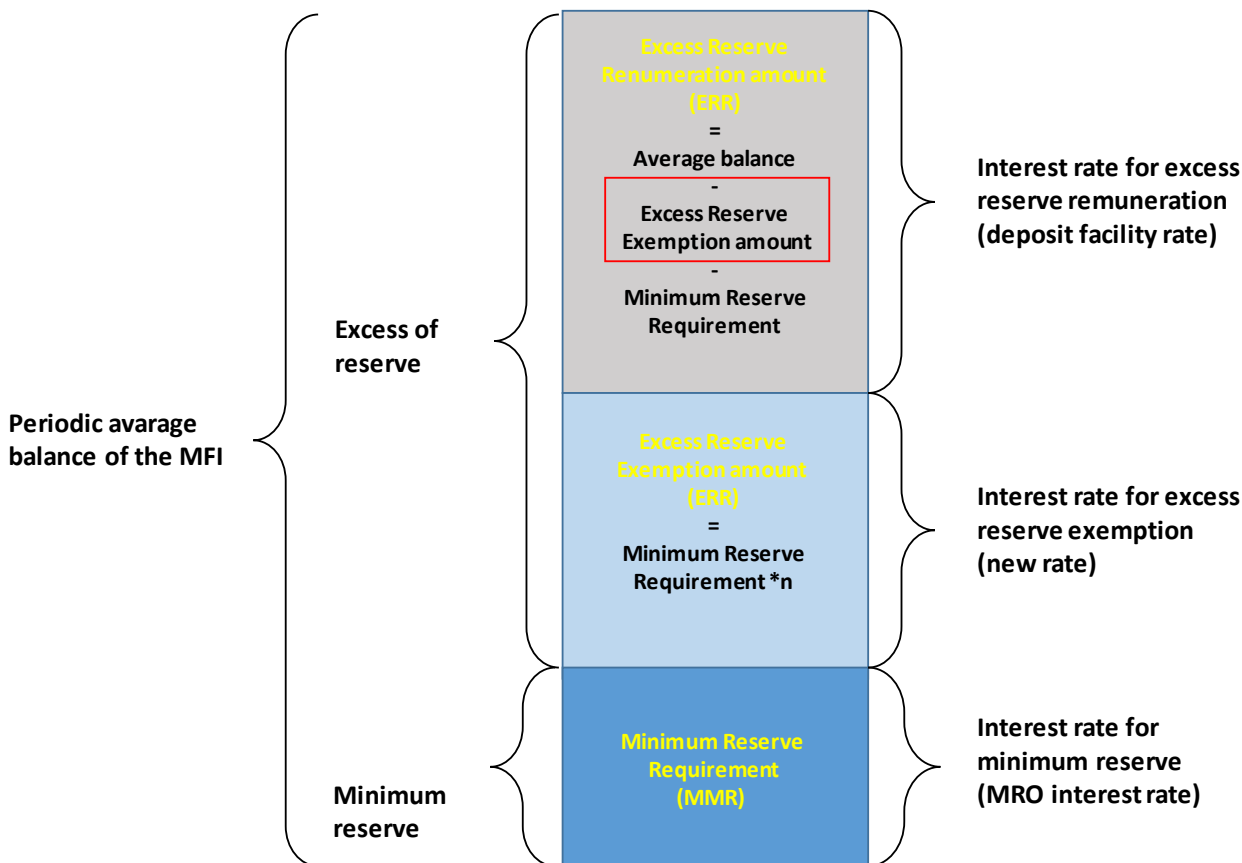 Periodic avarage
balance of the MFI
Excess of
reserve
Minimum
reserve
Excess Reserve
Renumeration amount
(ERR)
=
Average balance
-
Excess Reserve
Exemption amount
-
Minimum Reserve
Requirement
Excess Reserve
Exemption amount
(ERR)
=
Minimum Reserve
Requirement *n
Minimum Reserve
Requirement
(MMR)
Interest rate for excess
reserve remuneration
(deposit facility rate)
Interest rate for excess
reserve exemption
(new rate)
Interest rate for
minimum reserve
(MRO interest rate)